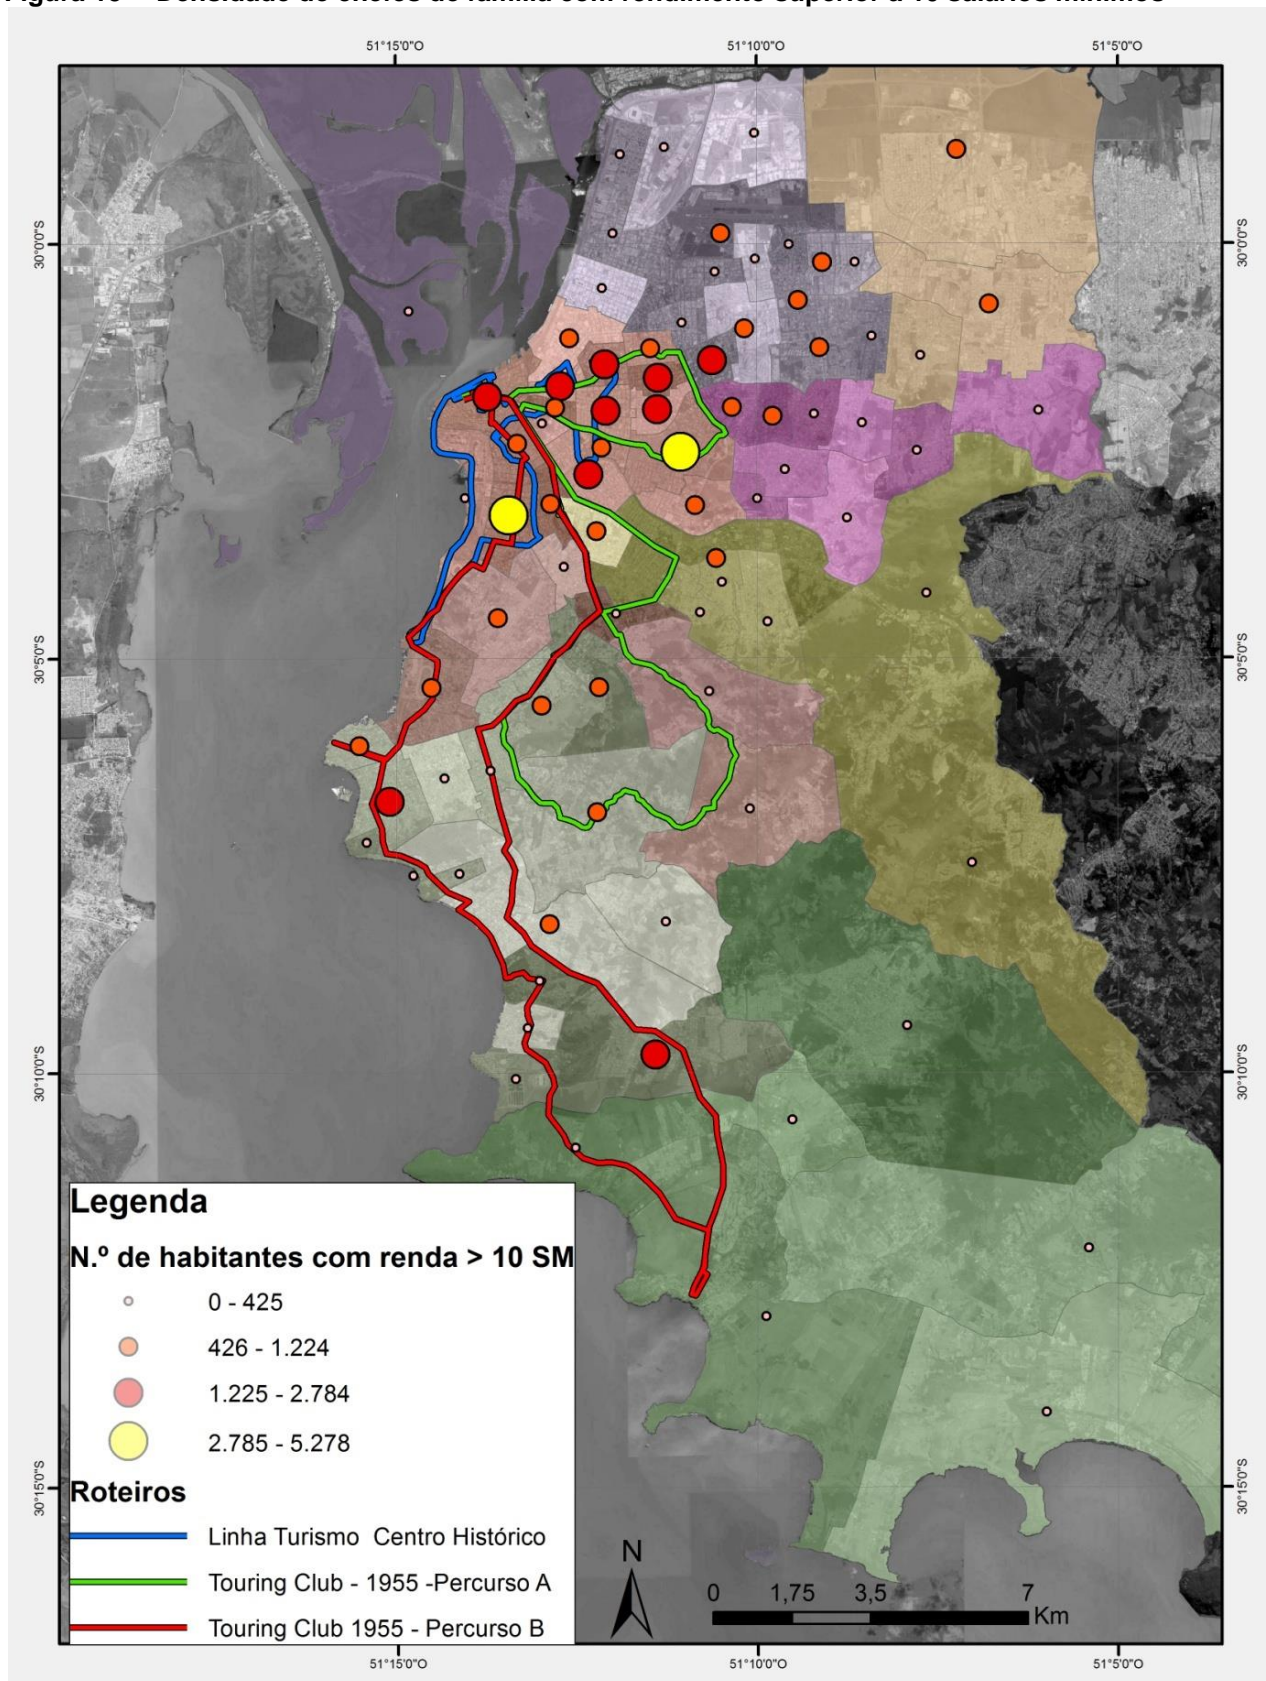 51°15'0"O 51°10'0"O 51°5'0"O
30°0'0"S 30°0'0"S
30°5'0"S 30°5'0"S
30°10'0"S 30°10'0"S
30°15'0"S 30°15'0"S
Legenda
N.º de habitantes com renda > 10 SM
0 - 425
426 - 1.224
1.225 - 2.784
2.785 - 5.278
Roteiros
Linha Turismo Centro Histórico
Touring Club - 1955 -Percurso A
Touring Club 1955 - Percurso B
N
0 1,75 3,5 7
Km
51°15'0"O 51°10'0"O 51°5'0"O